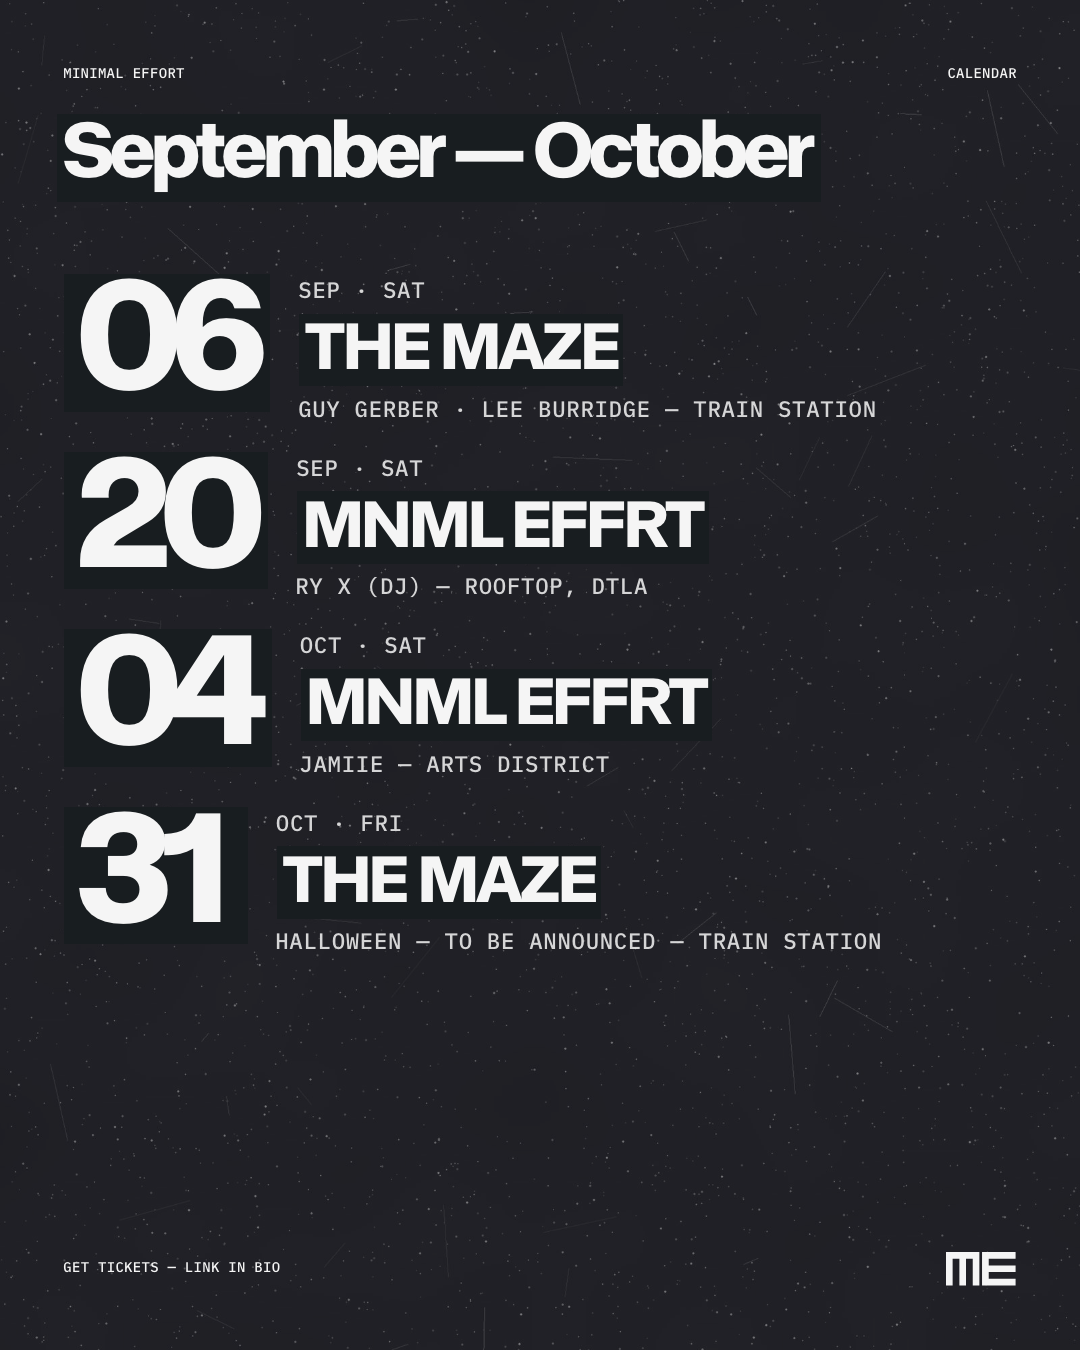 MINIMAL EFFORT
CALENDAR
September — October
06
SEP · SAT
THE MAZE
GUY GERBER · LEE BURRIDGE — TRAIN STATION
20
SEP · SAT
MNML EFFRT
RY X (DJ) — ROOFTOP, DTLA
04
OCT · SAT
MNML EFFRT
JAMIIE — ARTS DISTRICT
31
OCT · FRI
THE MAZE
HALLOWEEN — TO BE ANNOUNCED — TRAIN STATION
GET TICKETS — LINK IN BIO
ME